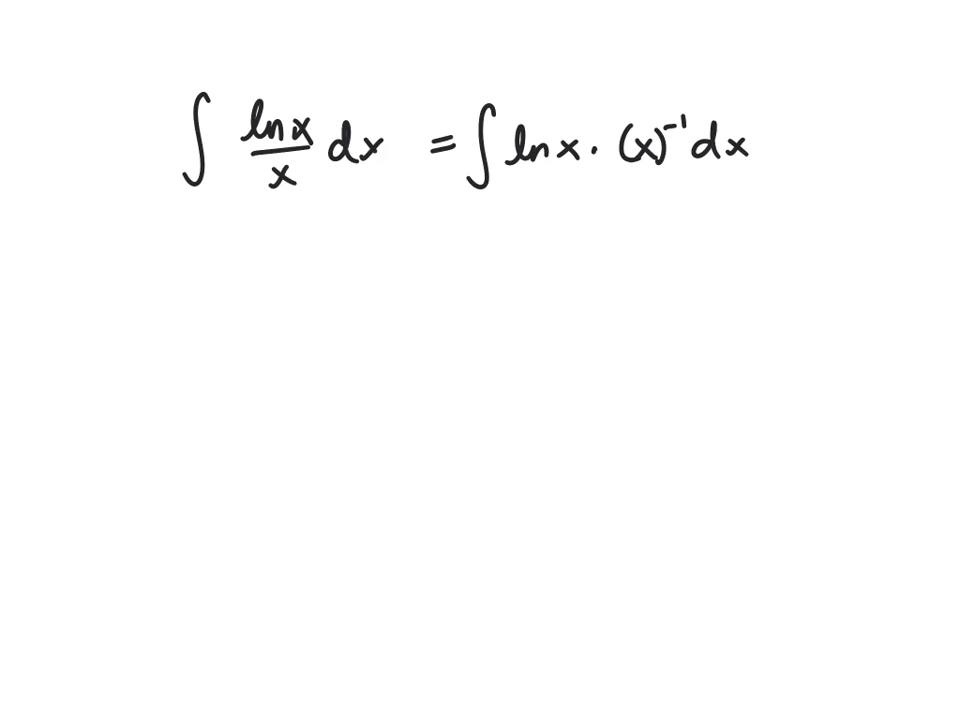 ∫ ln x / x dx = ∫ ln x · (x)⁻¹ dx